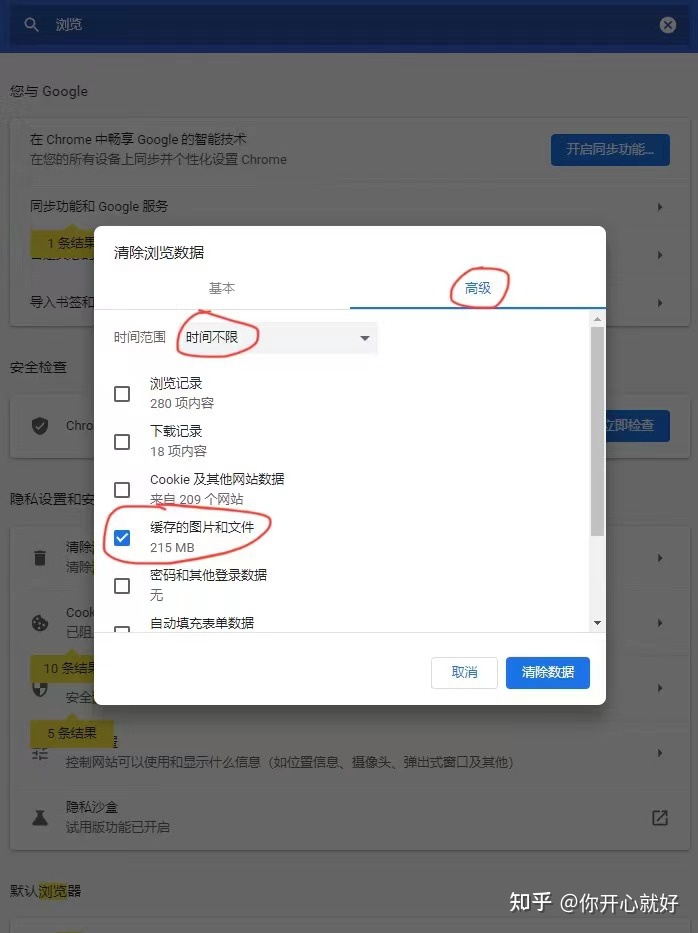 浏览
您与 Google
在 Chrome 中畅享 Google 的智能技术
在您的所有设备上同步并个性化设置 Chrome
开启同步功能...
同步功能和 Google 服务
1 条结果
导入书签和
安全检查
Chro
立即检查
隐私设置和安
清除
清除
Cook
已阻
10 条结果
安全
5 条结果
控制网站可以使用和显示什么信息（如位置信息、摄像头、弹出式窗口及其他）
隐私沙盒
试用版功能已开启
默认浏览器
清除浏览数据
基本
高级
时间范围
时间不限
浏览记录
280 项内容
下载记录
18 项内容
Cookie 及其他网站数据
来自 209 个网站
缓存的图片和文件
215 MB
密码和其他登录数据
无
自动填充表单数据
取消
清除数据
知乎 @你开心就好